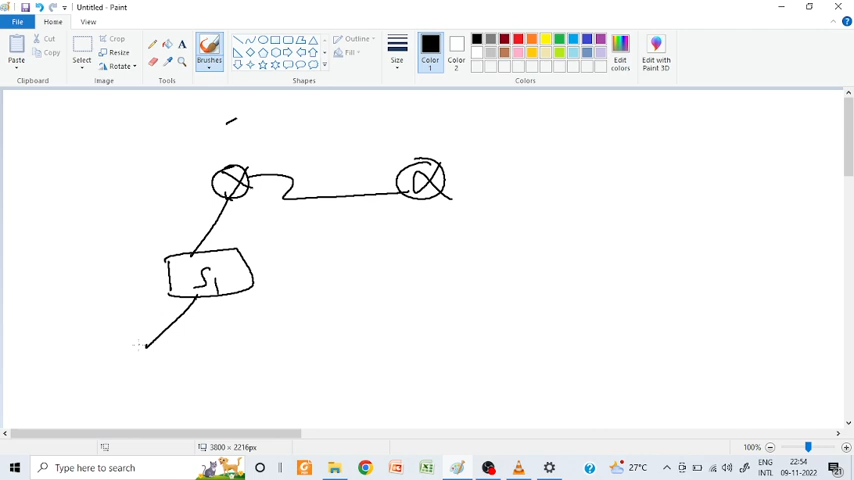 Untitled - Paint
File Home View
Cut
Copy
Paste
Clipboard
Crop
Resize
Rotate
Select
Image
A
Tools
Brushes
Outline
Fill
Shapes
Size
Color 1
Color 2
Edit colors
Colors
Edit with Paint 3D
S1
3800 × 2216px
100%
Type here to search
27°C
ENG
INTL
22:54
09-11-2022
21